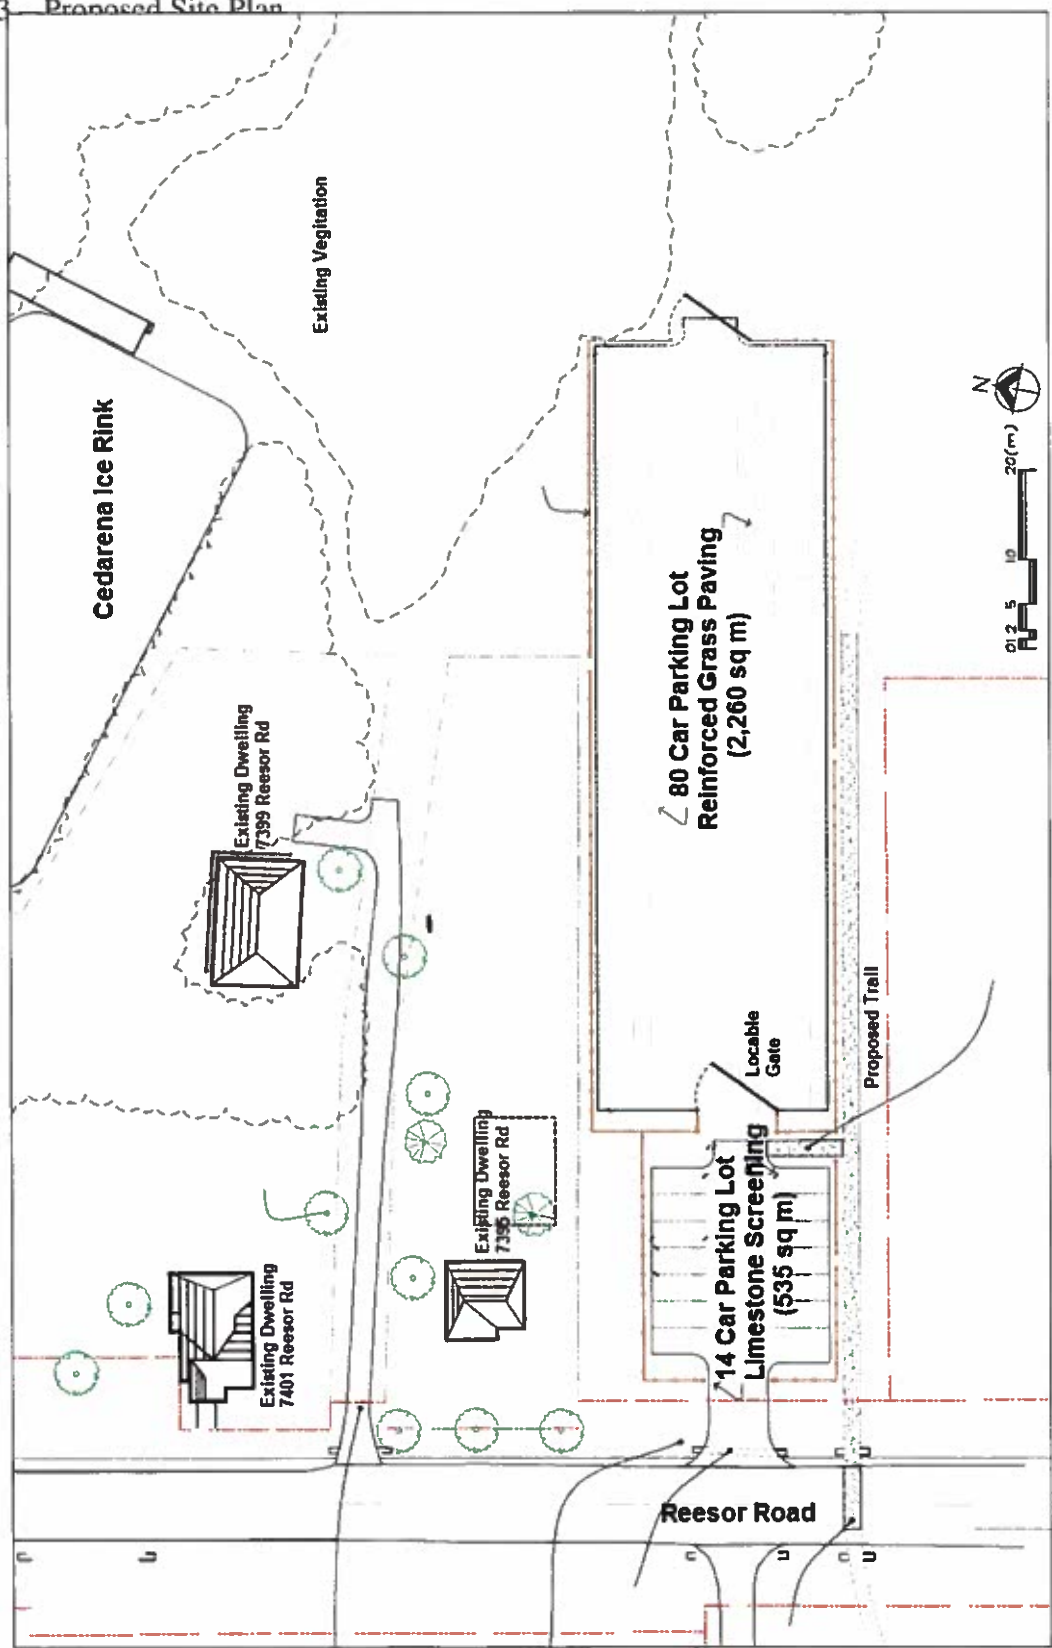 3. Proposed Site Plan
Existing Vegitation
Cedarena Ice Rink
N
0 1 2 5 10 20(m)
Existing Dwelling
7399 Reesor Rd
80 Car Parking Lot
Reinforced Grass Paving
(2,260 sq m)
Locable
Gate
Proposed Trail
Existing Dwelling
7395 Reesor Rd
14 Car Parking Lot
Limestone Screening
(535 sq m)
Existing Dwelling
7401 Reesor Rd
Reesor Road